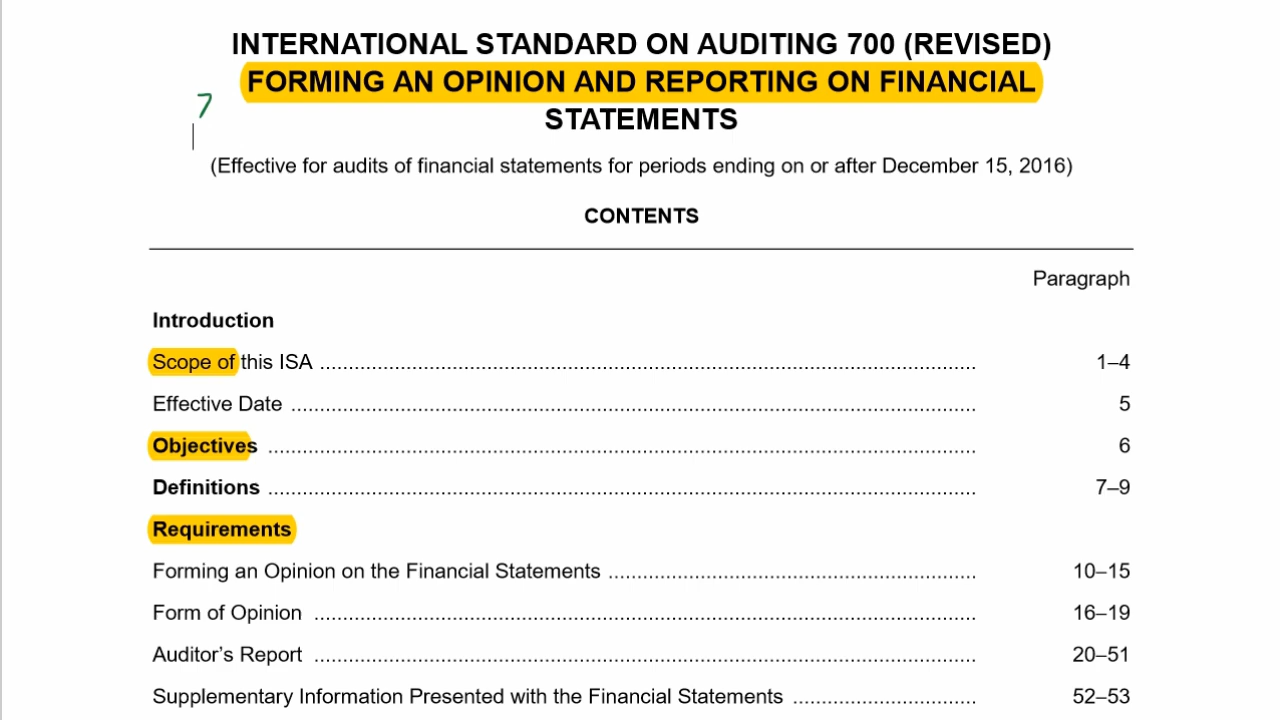 INTERNATIONAL STANDARD ON AUDITING 700 (REVISED)
FORMING AN OPINION AND REPORTING ON FINANCIAL
7
STATEMENTS
(Effective for audits of financial statements for periods ending on or after December 15, 2016)
CONTENTS
Paragraph
Introduction
Scope of this ISA ........................................ 1–4
Effective Date ........................................ 5
Objectives ........................................ 6
Definitions ........................................ 7–9
Requirements
Forming an Opinion on the Financial Statements ........................................ 10–15
Form of Opinion ........................................ 16–19
Auditor's Report ........................................ 20–51
Supplementary Information Presented with the Financial Statements ........................................ 52–53